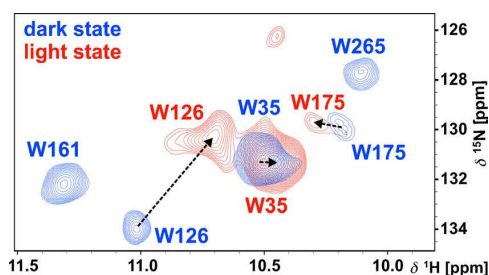 dark state
light state
W265
W126
W35
W175
W161
W175
W35
W126
126
128
130
132
134
δ 15N [ppm]
11.5
11.0
10.5
10.0
δ 1H [ppm]